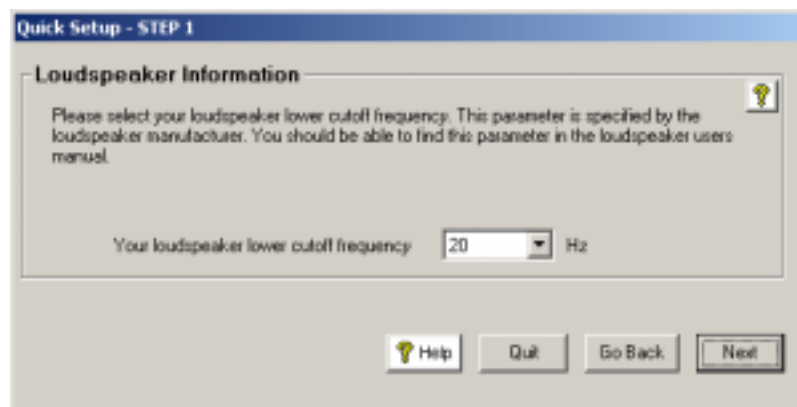 Quick Setup - STEP 1
Loudspeaker Information
Please select your loudspeaker lower cutoff frequency. This parameter is specified by the
loudspeaker manufacturer. You should be able to find this parameter in the loudspeaker users
manual.
Your loudspeaker lower cutoff frequency 20 Hz
Help Quit Go Back Next